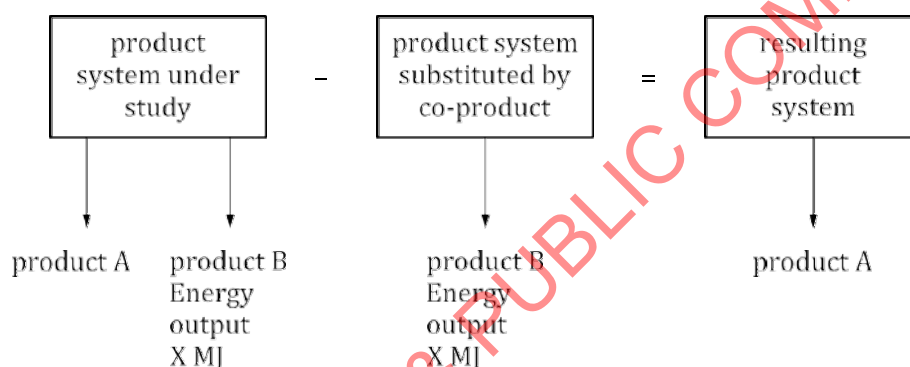 product
system under
study
–
product system
substituted by
co-product
=
resulting
product
system
product A
product B
Energy
output
X MJ
product B
Energy
output
X MJ
product A
PUBLIC